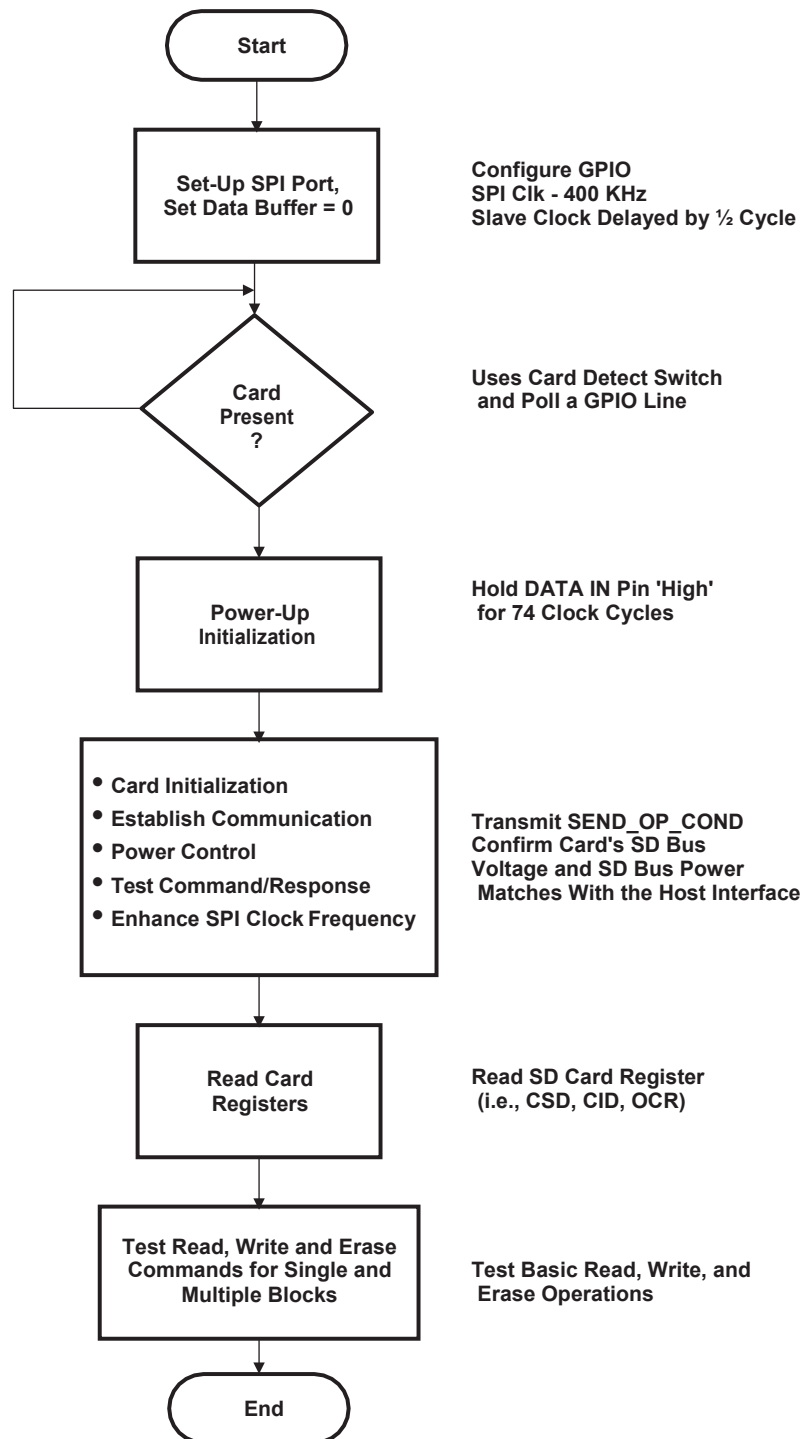 Start
Set-Up SPI Port,
Set Data Buffer = 0
Configure GPIO
SPI Clk - 400 KHz
Slave Clock Delayed by ½ Cycle
Card
Present
?
Uses Card Detect Switch
and Poll a GPIO Line
Power-Up
Initialization
Hold DATA IN Pin 'High'
for 74 Clock Cycles
• Card Initialization
• Establish Communication
• Power Control
• Test Command/Response
• Enhance SPI Clock Frequency
Transmit SEND_OP_COND
Confirm Card's SD Bus
Voltage and SD Bus Power
Matches With the Host Interface
Read Card
Registers
Read SD Card Register
(i.e., CSD, CID, OCR)
Test Read, Write and Erase
Commands for Single and
Multiple Blocks
Test Basic Read, Write, and
Erase Operations
End